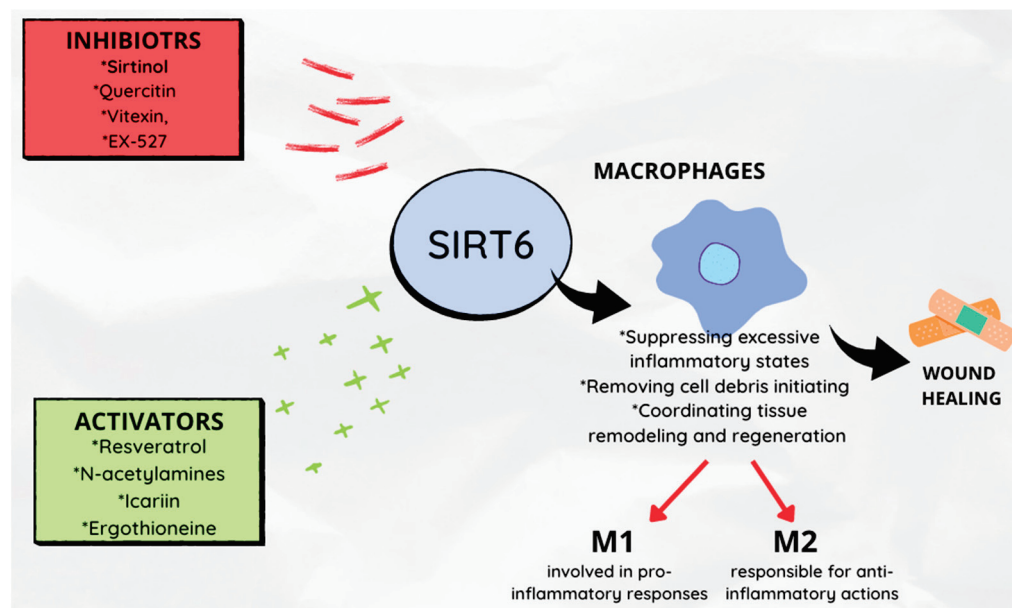 INHIBIOTRS
*Sirtinol
*Quercitin
*Vitexin,
*EX-527
SIRT6
MACROPHAGES
*Suppressing excessive
inflammatory states
*Removing cell debris initiating
*Coordinating tissue
remodeling and regeneration
WOUND
HEALING
ACTIVATORS
*Resveratrol
*N-acetylamines
*Icariin
*Ergothioneine
M1
involved in pro-
inflammatory responses
M2
responsible for anti-
inflammatory actions